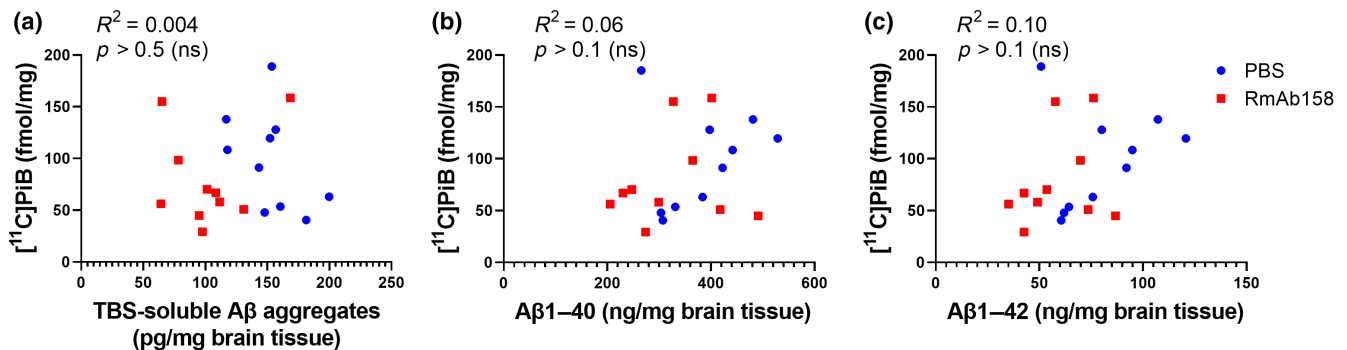 (a)
R² = 0.004
p > 0.5 (ns)
[¹¹C]PiB (fmol/mg)
200
150
100
50
0
0 50 100 150 200 250
TBS-soluble Aβ aggregates
(pg/mg brain tissue)
(b)
R² = 0.06
p > 0.1 (ns)
[¹¹C]PiB (fmol/mg)
200
150
100
50
0
0 200 400 600
Aβ1–40 (ng/mg brain tissue)
(c)
R² = 0.10
p > 0.1 (ns)
[¹¹C]PiB (fmol/mg)
200
150
100
50
0
0 50 100 150
Aβ1–42 (ng/mg brain tissue)
PBS
RmAb158